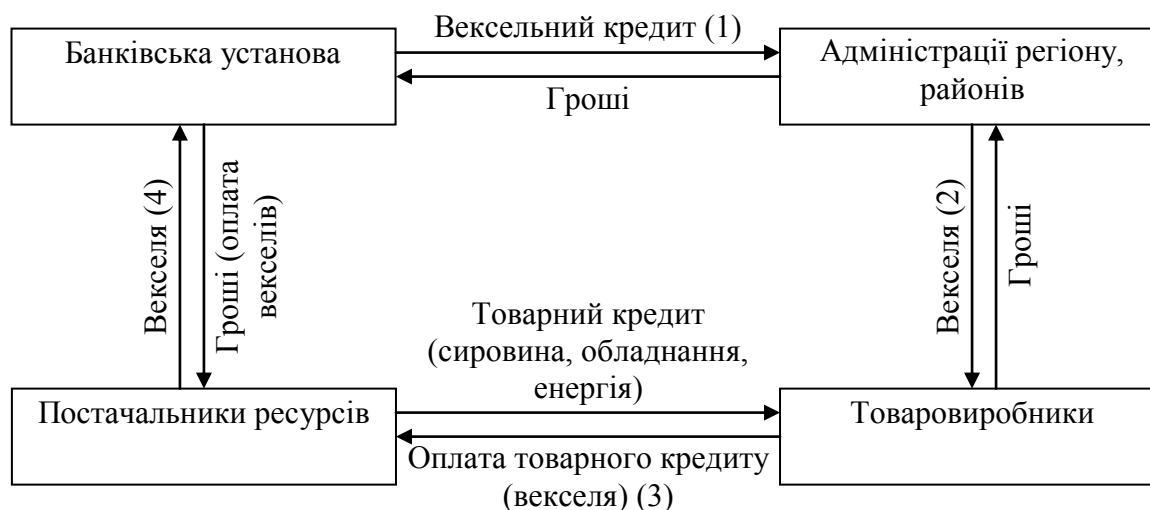 Вексельний кредит (1)
Банківська установа
Адміністрації регіону,
районів
Гроші
Векселя (4)
Гроші (оплата
векселів)
Векселя (2)
Гроші
Товарний кредит
(сировина, обладнання,
енергія)
Постачальники ресурсів
Товаровиробники
Оплата товарного кредиту
(векселя) (3)